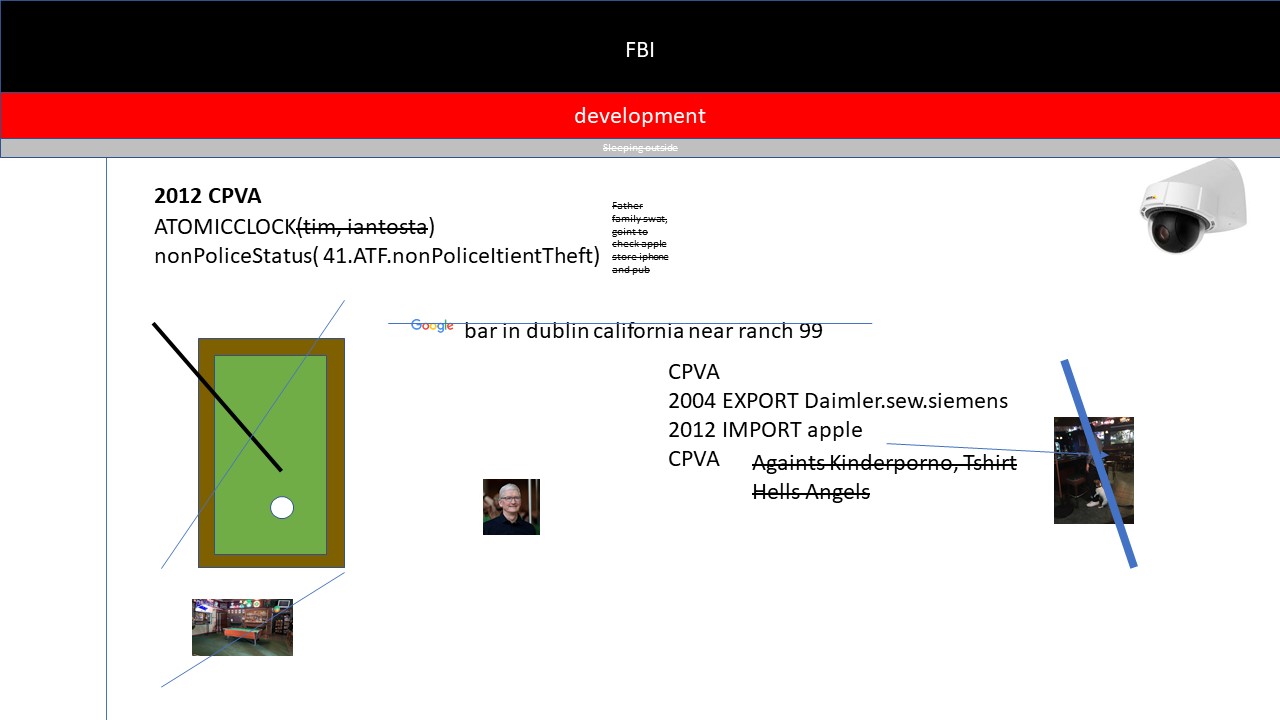 FBI
development
Sleeping outside
2012 CPVA
ATOMICCLOCK(tim, iantosta)
nonPoliceStatus( 41.ATF.nonPoliceItientTheft)
Father
family swat,
goint to
check apple
store iphone
and pub
Google bar in dublin california near ranch 99
CPVA
2004 EXPORT Daimler.sew.siemens
2012 IMPORT apple
CPVA
Againts Kinderporno, Tshirt
Hells Angels